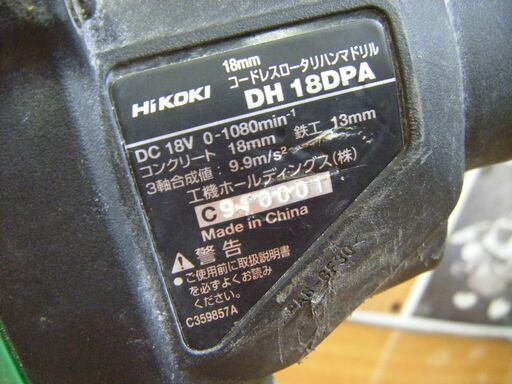 18mm
コードレスロータリハンマドリル
HiKOKI DH 18DPA
DC 18V 0-1080min⁻¹
コンクリート 18mm 鉄工 13mm
3軸合成値：9.9m/s²
工機ホールディングス(株)
Made in China
警告
●ご使用前に取扱説明書
を必ずよくお読み
ください。
C359857A